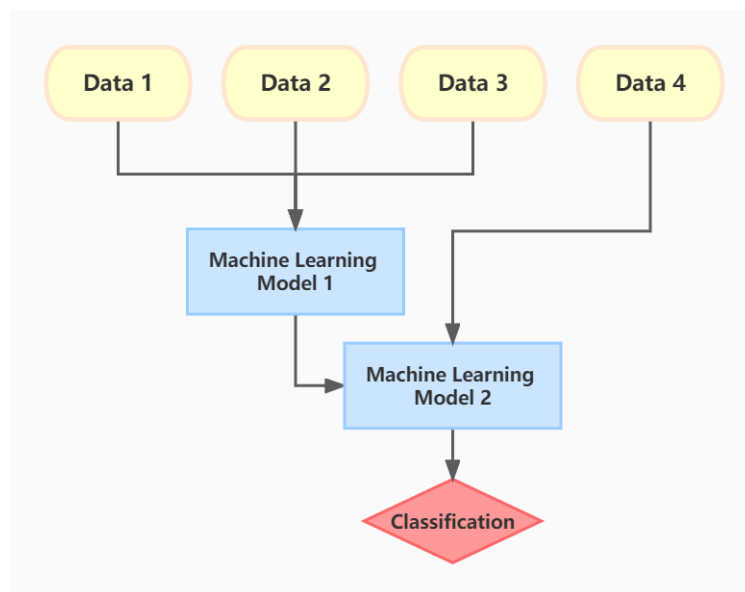 Data 1
Data 2
Data 3
Data 4
Machine Learning
Model 1
Machine Learning
Model 2
Classification